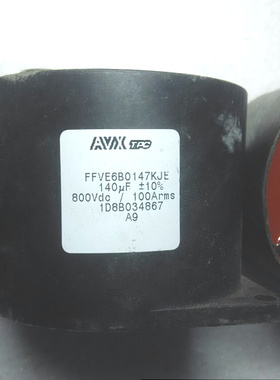 AVX TPC
FFVE6B0147KJE
140µF ±10%
800Vdc / 100Arms
1D8B034867
A9